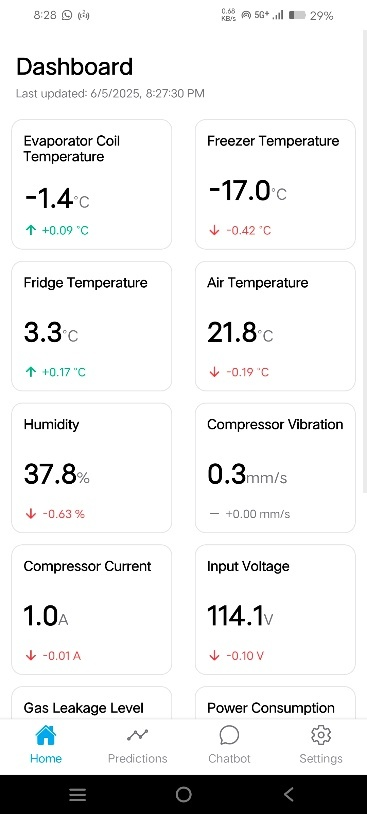 8:28
0.68 KB/s 5G+ 29%
Dashboard
Last updated: 6/5/2025, 8:27:30 PM
Evaporator Coil
Temperature
-1.4°C
↑ +0.09 °C
Freezer Temperature
-17.0°C
↓ -0.42 °C
Fridge Temperature
3.3°C
↑ +0.17 °C
Air Temperature
21.8°C
↓ -0.19 °C
Humidity
37.8%
↓ -0.63 %
Compressor Vibration
0.3mm/s
— +0.00 mm/s
Compressor Current
1.0A
↓ -0.01 A
Input Voltage
114.1V
↓ -0.10 V
Gas Leakage Level
Power Consumption
Home
Predictions
Chatbot
Settings